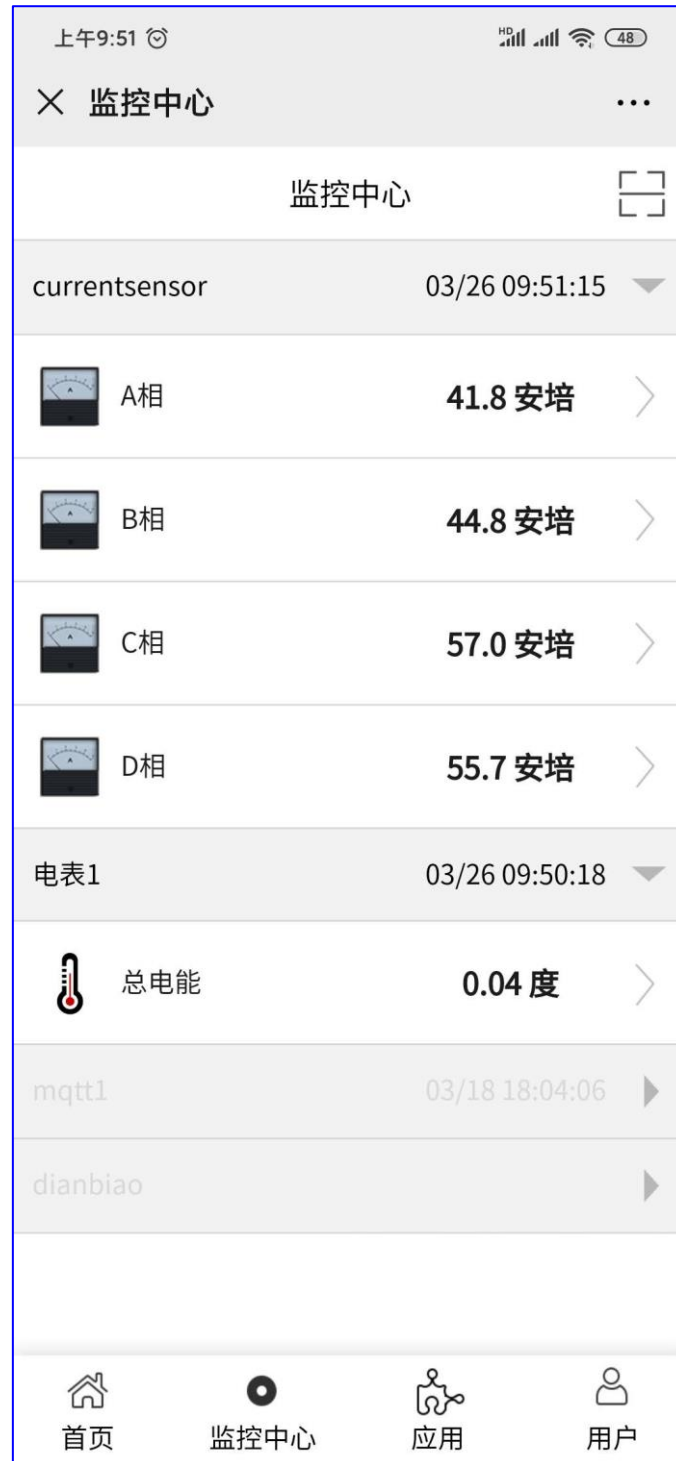 上午9:51
HD
48
监控中心
监控中心
currentsensor 03/26 09:51:15
A相 41.8 安培
B相 44.8 安培
C相 57.0 安培
D相 55.7 安培
电表1 03/26 09:50:18
总电能 0.04 度
mqtt1 03/18 18:04:06
dianbiao
首页 监控中心 应用 用户